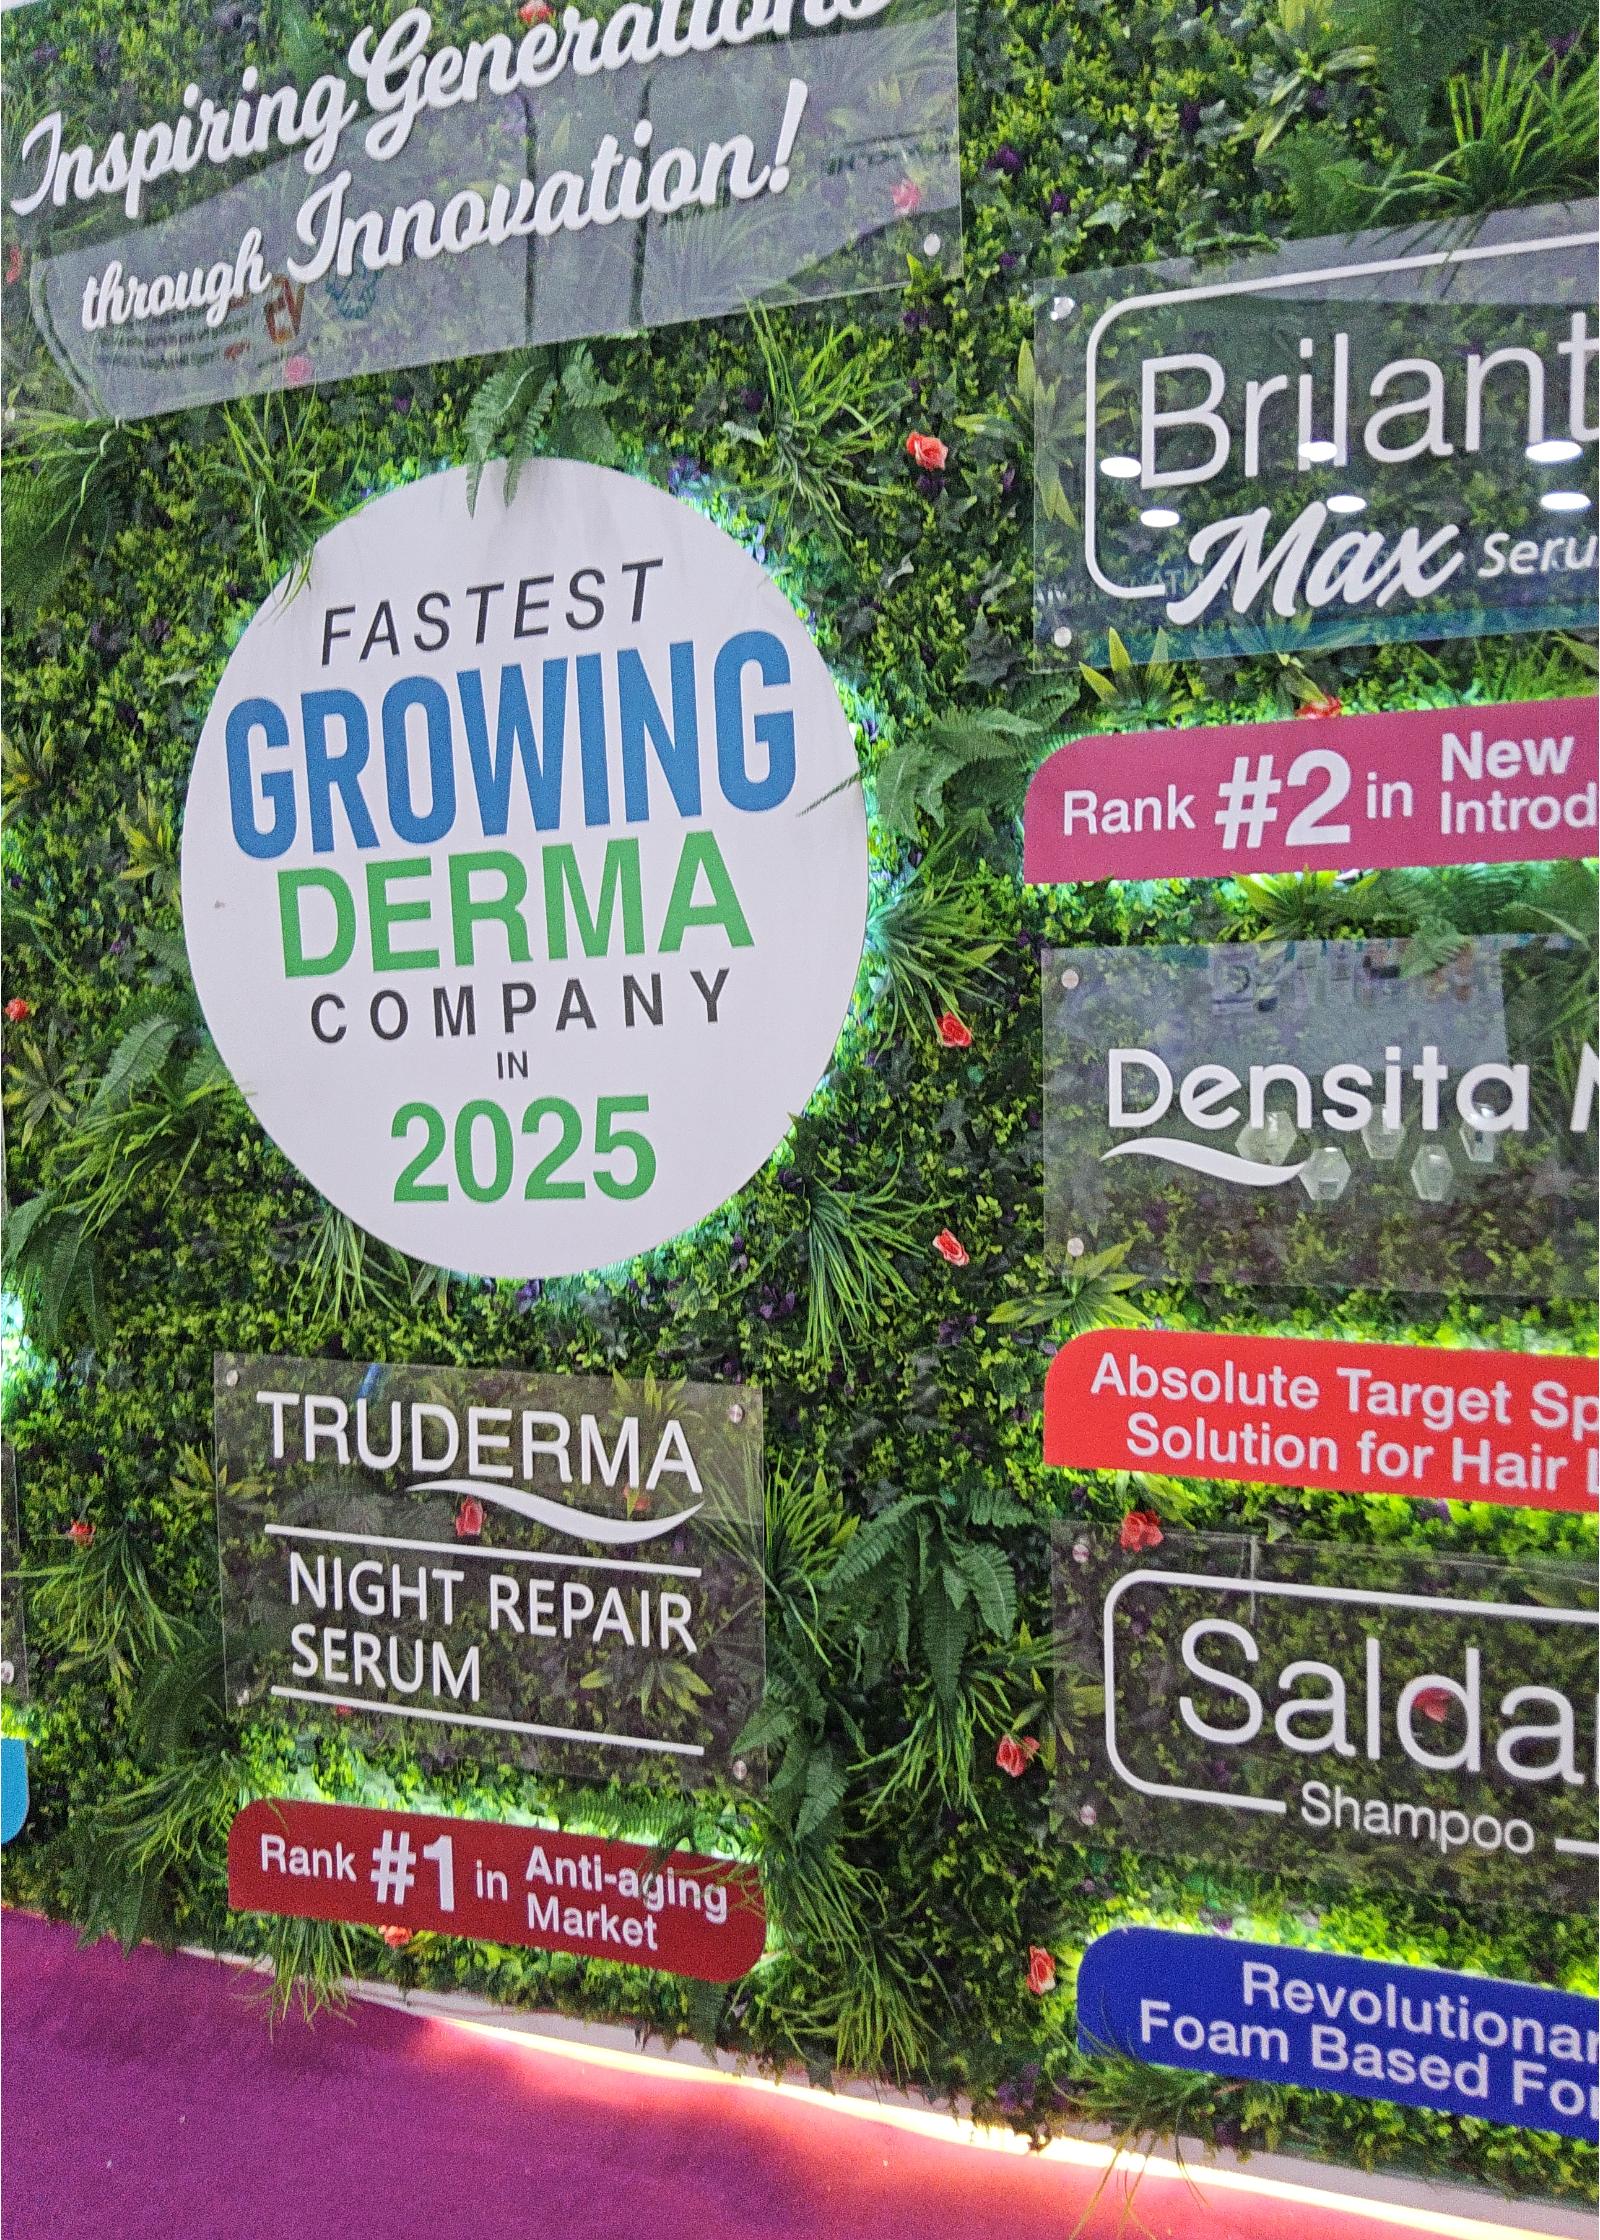 Inspiring Generations
through Innovation!
FASTEST
GROWING
DERMA
COMPANY
IN
2025
TRUDERMA
NIGHT REPAIR
SERUM
Rank #1 in Anti-aging
Market
Brilant
Max Seru
Rank #2 in New
Introd
Densita
Absolute Target Sp
Solution for Hair
Salda
Shampoo
Revolutionar
Foam Based For